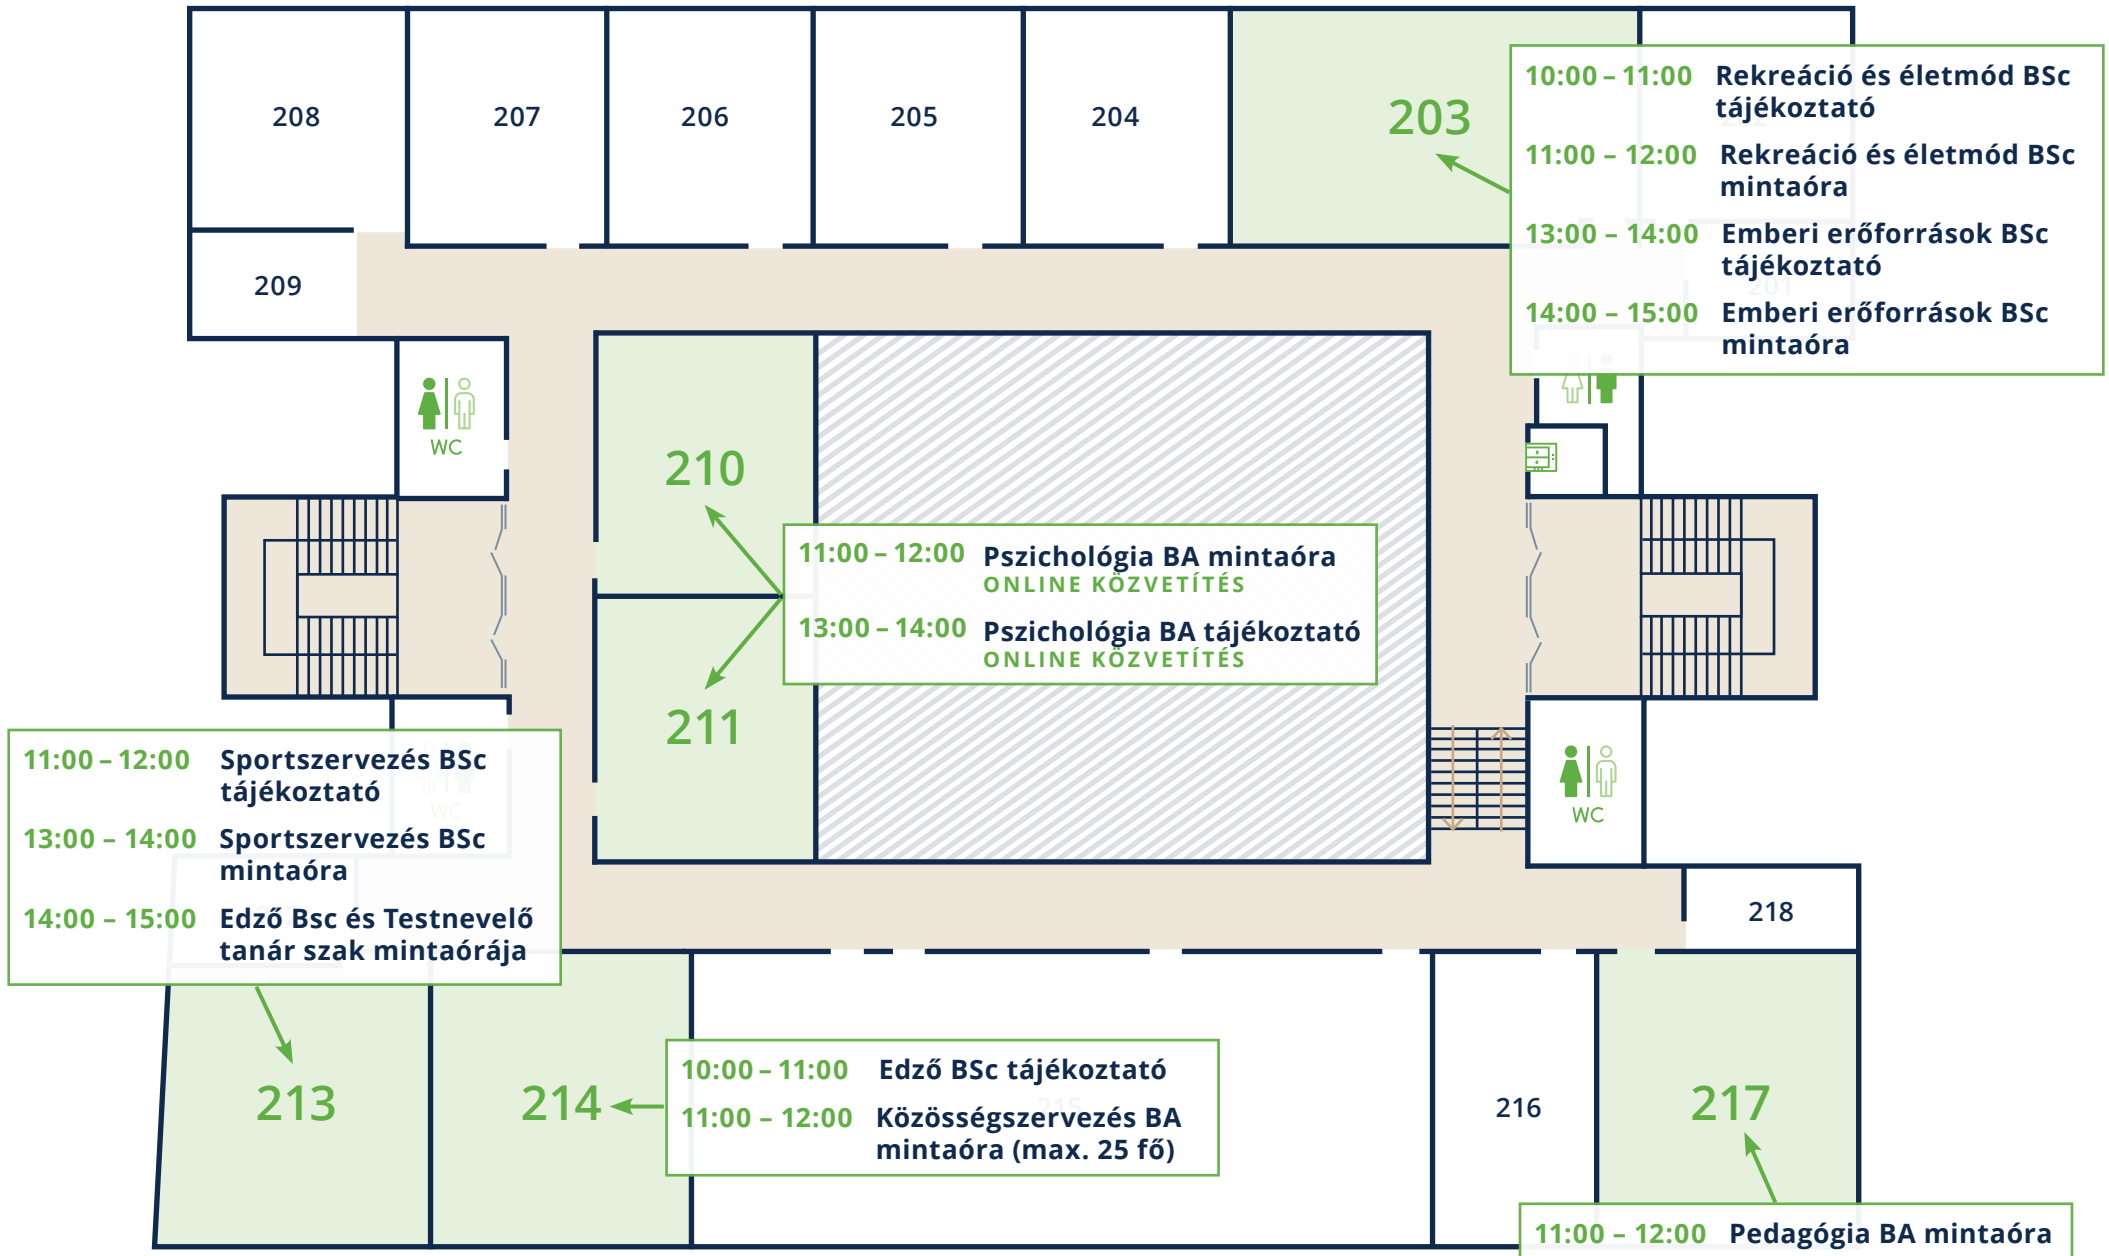 208
207
206
205
204
203
10:00 – 11:00 Rekreáció és életmód BSc
tájékoztató
11:00 – 12:00 Rekreáció és életmód BSc
mintaóra
13:00 – 14:00 Emberi erőforrások BSc
tájékoztató
14:00 – 15:00 Emberi erőforrások BSc
mintaóra
201
209
WC
210
11:00 – 12:00 Pszichológia BA mintaóra
ONLINE KÖZVETÍTÉS
13:00 – 14:00 Pszichológia BA tájékoztató
ONLINE KÖZVETÍTÉS
211
11:00 – 12:00 Sportszervezés BSc
tájékoztató
13:00 – 14:00 Sportszervezés BSc
mintaóra
14:00 – 15:00 Edző Bsc és Testnevelő
tanár szak mintaórája
WC
WC
218
213
214
10:00 – 11:00 Edző BSc tájékoztató
11:00 – 12:00 Közösségszervezés BA
mintaóra (max. 25 fő)
215
216
217
11:00 – 12:00 Pedagógia BA mintaóra